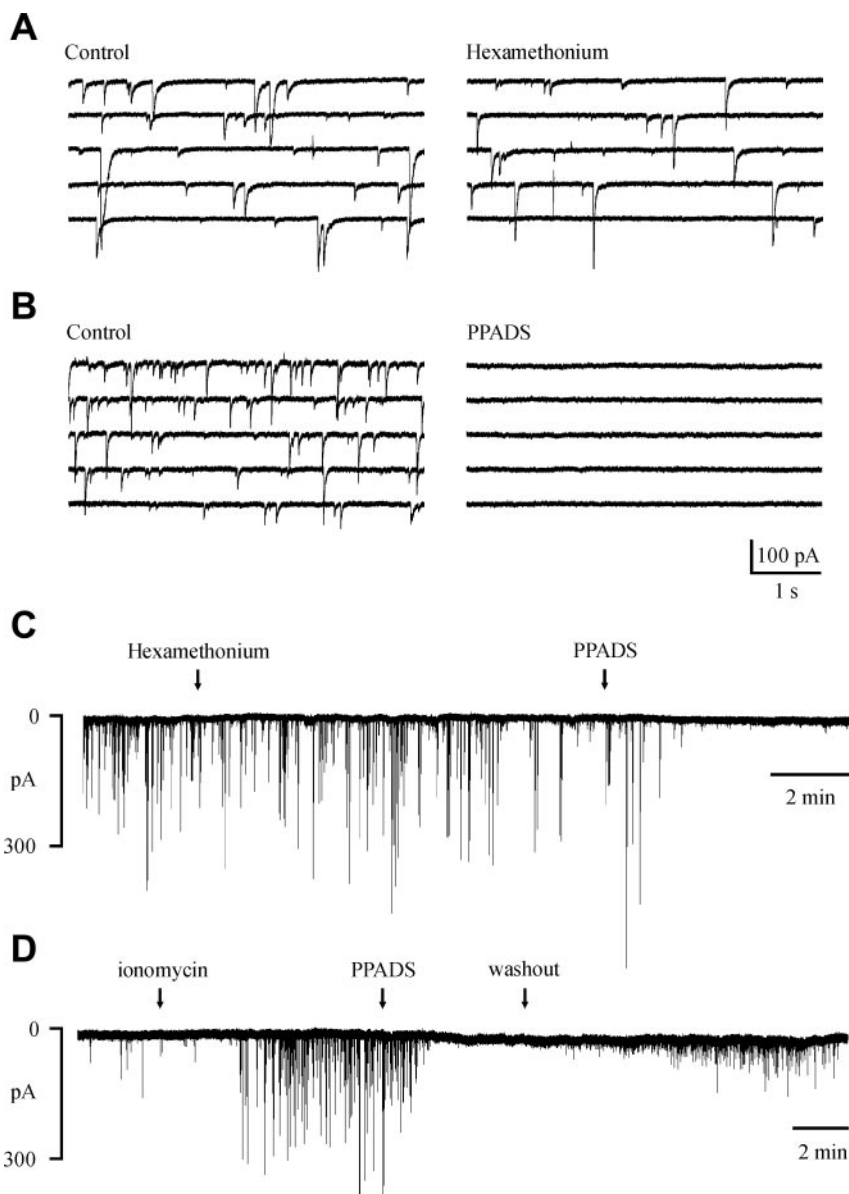 A
Control Hexamethonium
B
Control PPADS
100 pA
1 s
C
Hexamethonium PPADS
0
pA
300
2 min
D
ionomycin PPADS washout
0
pA
300
2 min